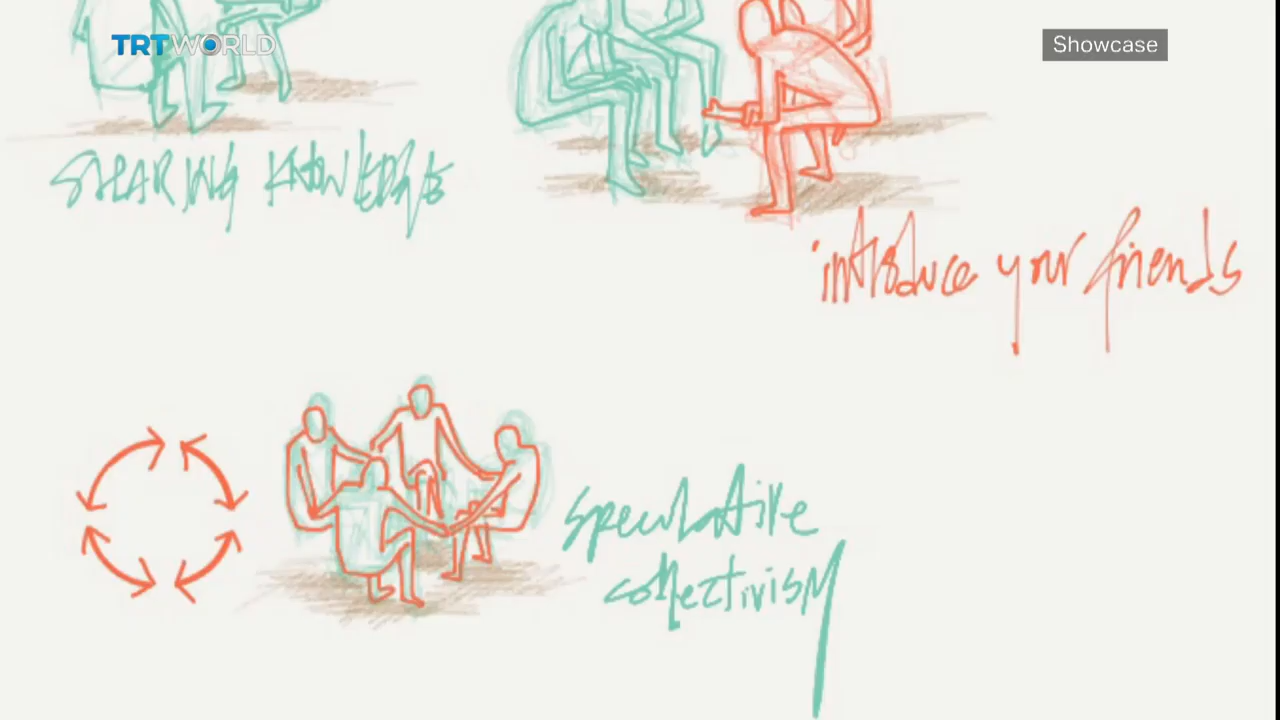 TRT WORLD
Showcase
SHARING KNOWLEDGE
introduce your friends
speculative
collectivism